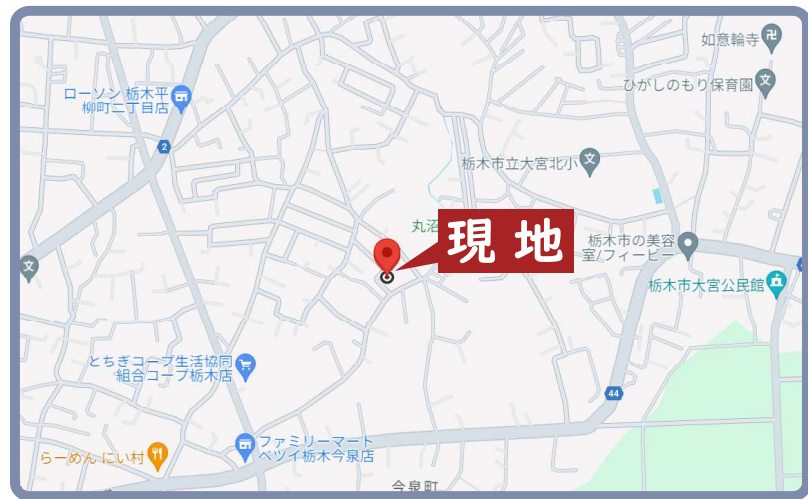 如意輪寺
ローソン 栃木平
柳町二丁目店
ひがしのもり保育園
2
栃木市立大宮北小
丸沼
現地
栃木市の美容
室/フィービー
栃木市大宮公民館
とちぎコープ生活協同
組合コープ栃木店
44
ファミリーマート
ベツイ栃木今泉店
らーめん にい村
今泉町